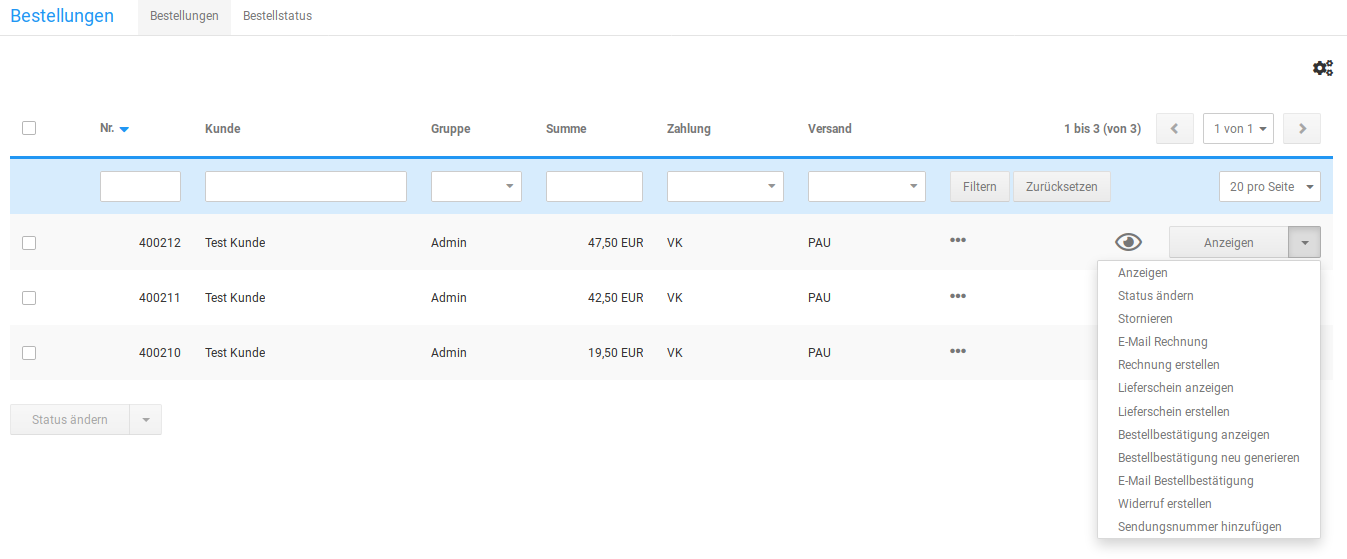 Bestellungen Bestellungen Bestellstatus
Nr. Kunde Gruppe Summe Zahlung Versand 1 bis 3 (von 3) 1 von 1
Filtern Zurücksetzen 20 pro Seite
400212 Test Kunde Admin 47,50 EUR VK PAU ••• Anzeigen
400211 Test Kunde Admin 42,50 EUR VK PAU •••
400210 Test Kunde Admin 19,50 EUR VK PAU •••
Status ändern
Anzeigen
Status ändern
Stornieren
E-Mail Rechnung
Rechnung erstellen
Lieferschein anzeigen
Lieferschein erstellen
Bestellbestätigung anzeigen
Bestellbestätigung neu generieren
E-Mail Bestellbestätigung
Widerruf erstellen
Sendungsnummer hinzufügen